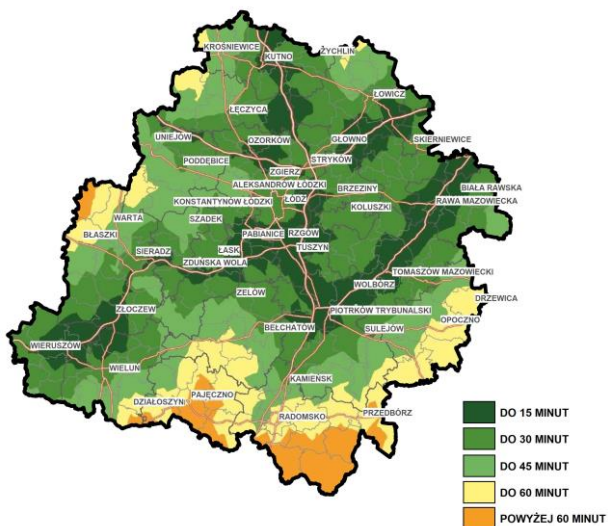 KROŚNIEWICE
KUTNO
ŻYCHLIN
ŁĘCZYCA
ŁOWICZ
UNIEJÓW
OZORKÓW
GŁOWNO
SKIERNIEWICE
PODDĘBICE
ZGIERZ
STRYKÓW
ALEKSANDRÓW ŁÓDZKI
BRZEZINY
BIAŁA RAWSKA
KONSTANTYNÓW ŁÓDZKI
ŁÓDŹ
KOLUSZKI
RAWA MAZOWIECKA
WARTA
SZADEK
BŁASZKI
PABIANICE
RZGÓW
SIERADZ
ŁASK
TUSZYN
ZDUŃSKA WOLA
TOMASZÓW MAZOWIECKI
WOLBÓRZ
ZELÓW
DRZEWICA
ZŁOCZEW
PIOTRKÓW TRYBUNALSKI
OPOCZNO
BEŁCHATÓW
SULEJÓW
WIERUSZÓW
WIELUŃ
KAMIEŃSK
PAJĘCZNO
DZIAŁOSZYN
RADOMSKO
PRZEDBÓRZ
DO 15 MINUT
DO 30 MINUT
DO 45 MINUT
DO 60 MINUT
POWYŻEJ 60 MINUT